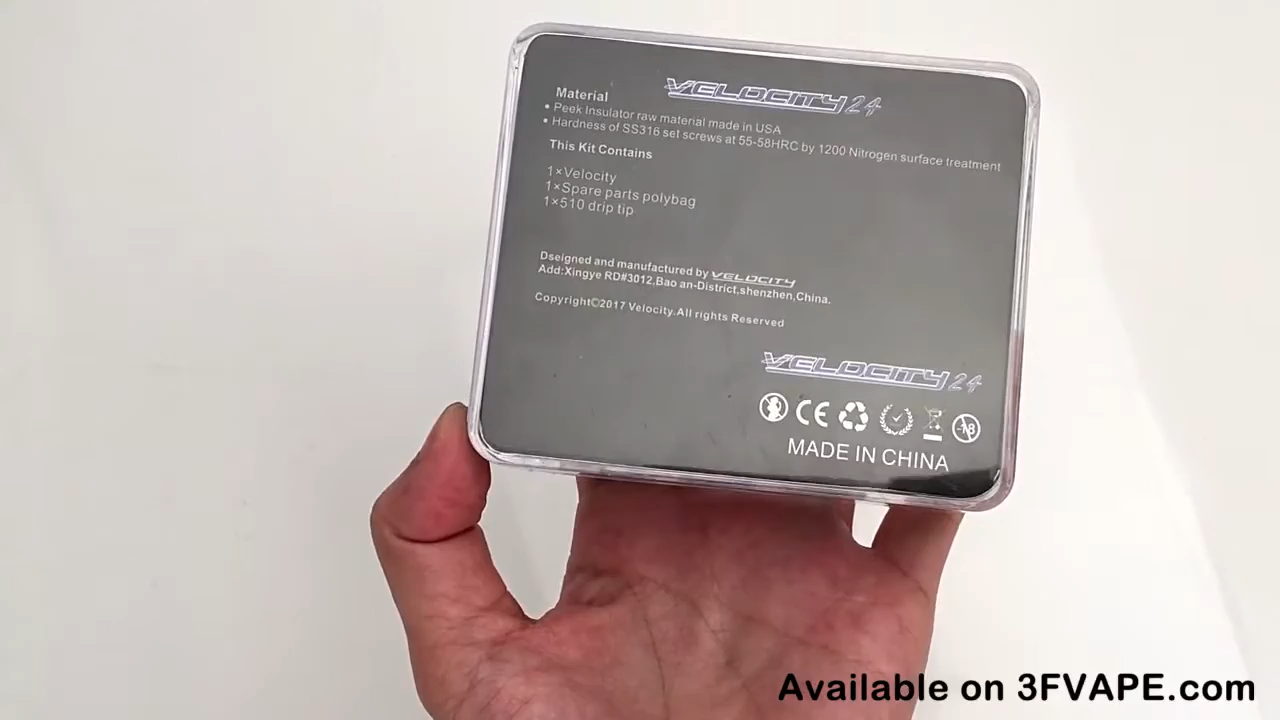 VELOCITY 24
Material
• Peek Insulator raw material made in USA
• Hardness of SS316 set screws at 55-58HRC by 1200 Nitrogen surface treatment
This Kit Contains
1×Velocity
1×Spare parts polybag
1×510 drip tip
Dseigned and manufactured by VELOCITY
Add:Xingye RD#3012,Bao an-District,shenzhen,China.
Copyright©2017 Velocity.All rights Reserved
VELOCITY 24
CE -18
MADE IN CHINA
Available on 3FVAPE.com